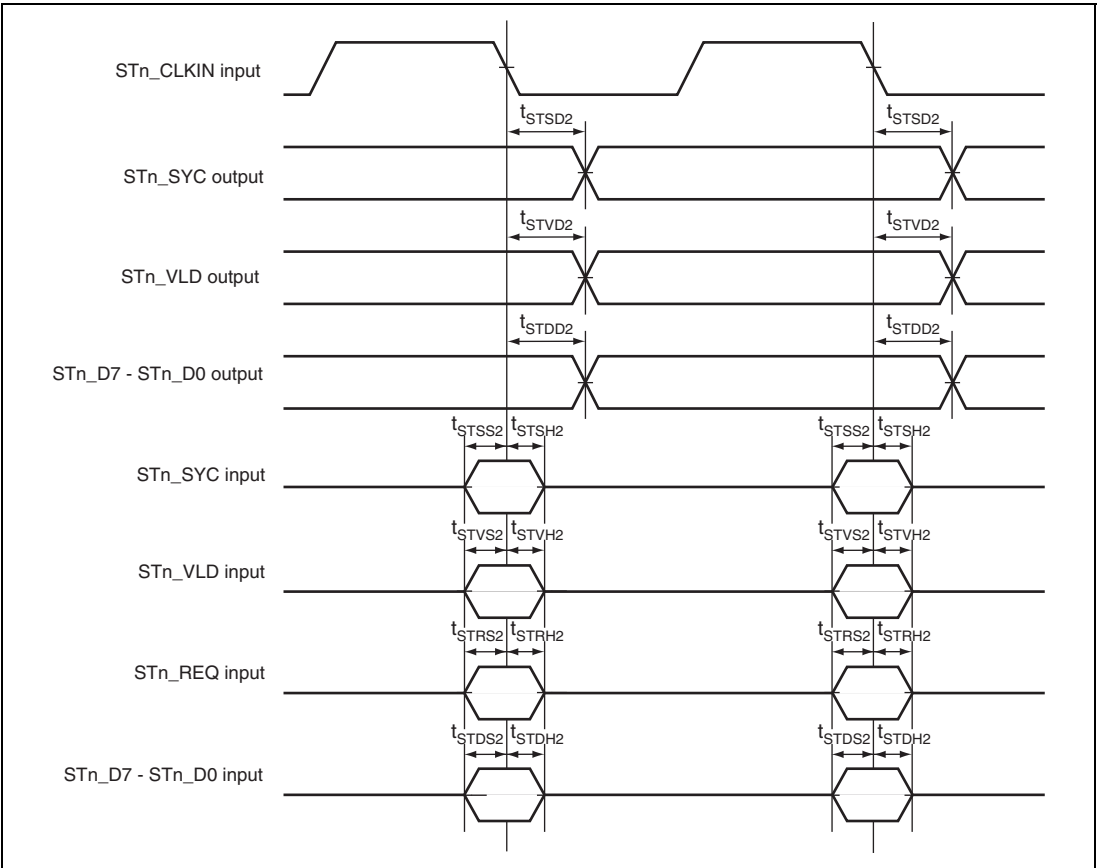 STn_CLKIN input
tSTSD2 tSTSD2
STn_SYC output
tSTVD2 tSTVD2
STn_VLD output
tSTDD2 tSTDD2
STn_D7 - STn_D0 output
tSTSS2 tSTSH2 tSTSS2 tSTSH2
STn_SYC input
tSTVS2 tSTVH2 tSTVS2 tSTVH2
STn_VLD input
tSTRS2 tSTRH2 tSTRS2 tSTRH2
STn_REQ input
tSTDS2 tSTDH2 tSTDS2 tSTDH2
STn_D7 - STn_D0 input